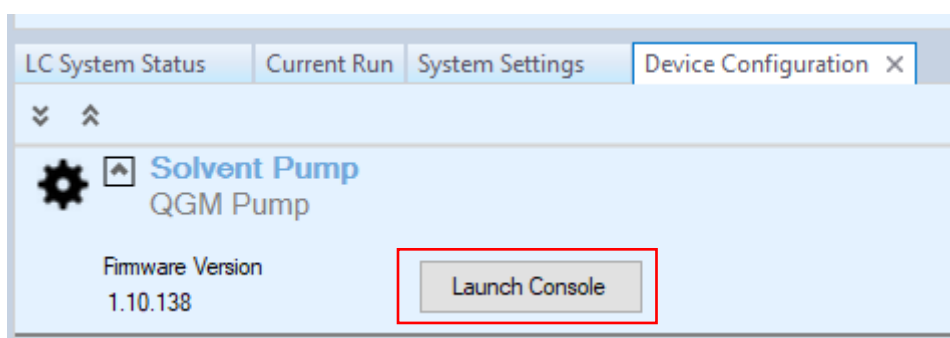 LC System Status Current Run System Settings Device Configuration
Solvent Pump
QGM Pump
Firmware Version
1.10.138
Launch Console